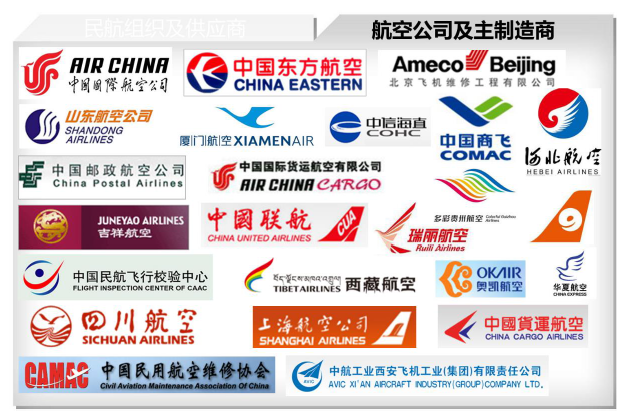 民航组织及供应商
航空公司及主制造商
AIR CHINA
中国国际航空公司
中国东方航空
CHINA EASTERN
Ameco Beijing
北京飞机维修工程有限公司
山东航空公司
SHANDONG
AIRLINES
厦门航空 XIAMENAIR
中信海直
COHC
中国商飞
COMAC
河北航空
HEBEI AIRLINES
中国邮政航空公司
China Postal Airlines
中国国际货运航空有限公司
AIR CHINA CARGO
多彩贵州航空 Colorful Guizhou
Airlines
JUNEYAO AIRLINES
吉祥航空
中國联航
CHINA UNITED AIRLINES
CUA
瑞丽航空
Ruili Airlines
9
中国民航飞行校验中心
FLIGHT INSPECTION CENTER OF CAAC
TIBET AIRLINES
西藏航空
OKAIR
奥凯航空
华夏航空
CHINA EXPRESS
四川航空
SICHUAN AIRLINES
上海航空公司
SHANGHAI AIRLINES
中國貨運航空
CHINA CARGO AIRLINES
CAMAC
中国民用航空维修协会
Civil Aviation Maintenance Association Of China
AVIC
中航工业西安飞机工业(集团)有限责任公司
AVIC XI'AN AIRCRAFT INDUSTRY(GROUP)COMPANY LTD.